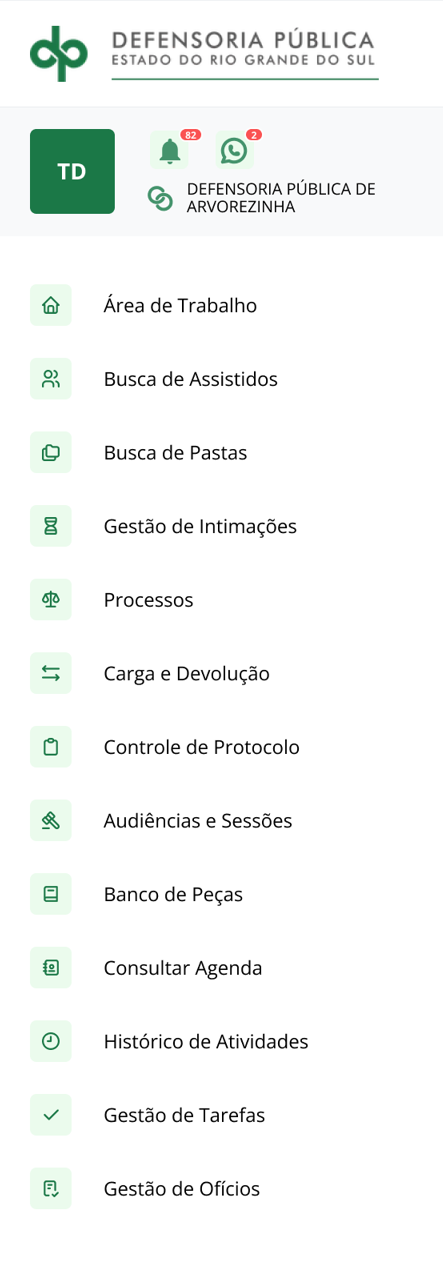 DEFENSORIA PÚBLICA
ESTADO DO RIO GRANDE DO SUL
TD
82
2
DEFENSORIA PÚBLICA DE
ARVOREZINHA
Área de Trabalho
Busca de Assistidos
Busca de Pastas
Gestão de Intimações
Processos
Carga e Devolução
Controle de Protocolo
Audiências e Sessões
Banco de Peças
Consultar Agenda
Histórico de Atividades
Gestão de Tarefas
Gestão de Ofícios